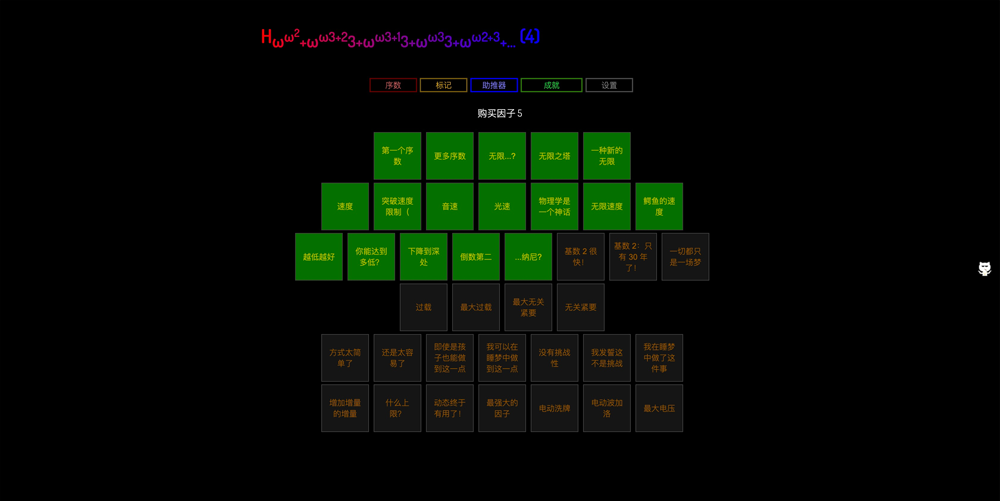 Hωω²+ωω3+23+ωω3+13+ωω33+ωω2+3+... (4)
序数 标记 助推器 成就 设置
购买因子 5
第一个序数 更多序数 无限...? 无限之塔 一种新的无限
速度 突破速度限制（ 音速 光速 物理学是一个神话 无限速度 鳄鱼的速度
越低越好 你能达到多低? 下降到深处 倒数第二 ...纳尼? 基数 2 很快! 基数 2：只有 30 年了! 一切都只是一场梦
过载 最大过载 最大无关紧要 无关紧要
方式太简单了 还是太容易了 即使是孩子也能做到这一点 我可以在睡梦中做到这一点 没有挑战性 我发誓这不是挑战 我在睡梦中做了这件事
增加增量的增量 什么上限? 动态终于有用了! 最强大的因子 电动洗牌 电动波加洛 最大电压